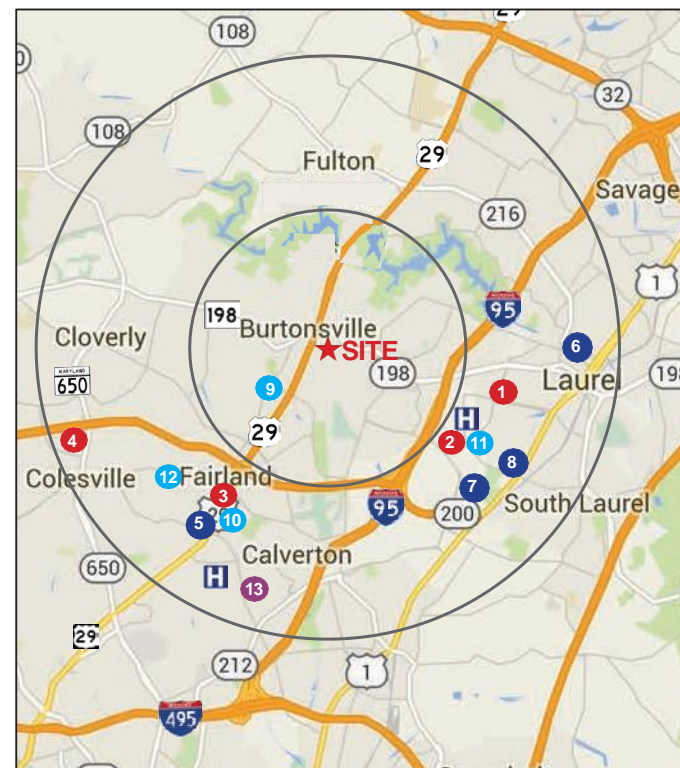 29
108
32
108
Fulton
29
Savage
216
1
95
198
Burtonsville
Cloverly
SITE
6
198
198
MARYLAND
650
Laurel
9
1
H
29
4
2
11
8
12
Fairland
Colesville
7
3
South Laurel
95
200
5
10
Calverton
650
H
13
29
212
1
495